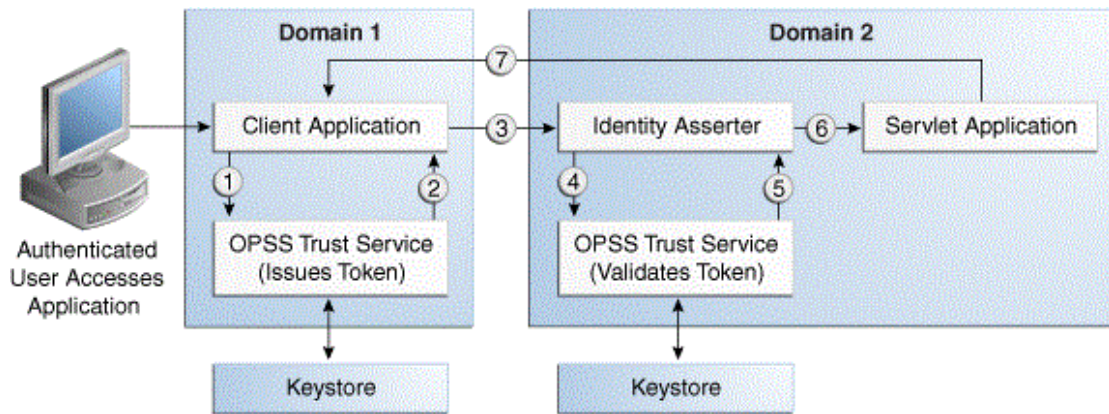 Domain 1
Domain 2
7
Client Application
3
Identity Asserter
6
Servlet Application
1
2
4
5
OPSS Trust Service
(Issues Token)
OPSS Trust Service
(Validates Token)
Authenticated
User Accesses
Application
Keystore
Keystore